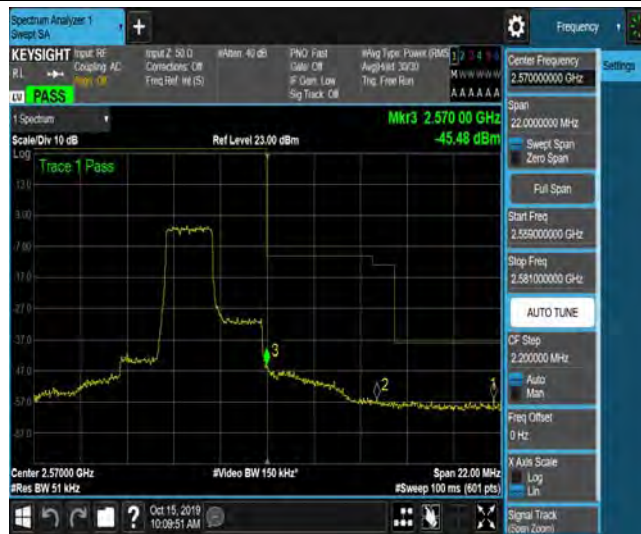 Spectrum Analyzer 1
Swept SA
+
Frequency
KEYSIGHT
Input: RF
Coupling: AC
Align: Off
Input Z: 50 Ω
Corrections: Off
Freq Ref: Int (S)
#Atten: 40 dB
PNO: Fast
Gate: Off
IF Gain: Low
Sig Track: Off
#Avg Type: Power (RMS)
Avg|Hold: 30/30
Trig: Free Run
1 2 3 4 5 6
M W W W W W
A A A A A A
RL
LV
PASS
Center Frequency
2.570000000 GHz
Settings
Span
22.0000000 MHz
Swept Span
Zero Span
Full Span
Start Freq
2.559000000 GHz
Stop Freq
2.581000000 GHz
AUTO TUNE
CF Step
2.200000 MHz
Auto
Man
Freq Offset
0 Hz
X Axis Scale
Log
Lin
Signal Track
(Span Zoom)
1 Spectrum
Scale/Div 10 dB
Ref Level 23.00 dBm
Mkr3 2.570 00 GHz
-45.48 dBm
Log
Trace 1 Pass
13.0
3.00
-7.00
-17.0
-27.0
-37.0
-47.0
-57.0
-67.0
3
2
1
Center 2.57000 GHz
#Video BW 150 kHz*
Span 22.00 MHz
#Res BW 51 kHz
#Sweep 100 ms (601 pts)
?
Oct 15, 2019
10:09:51 AM